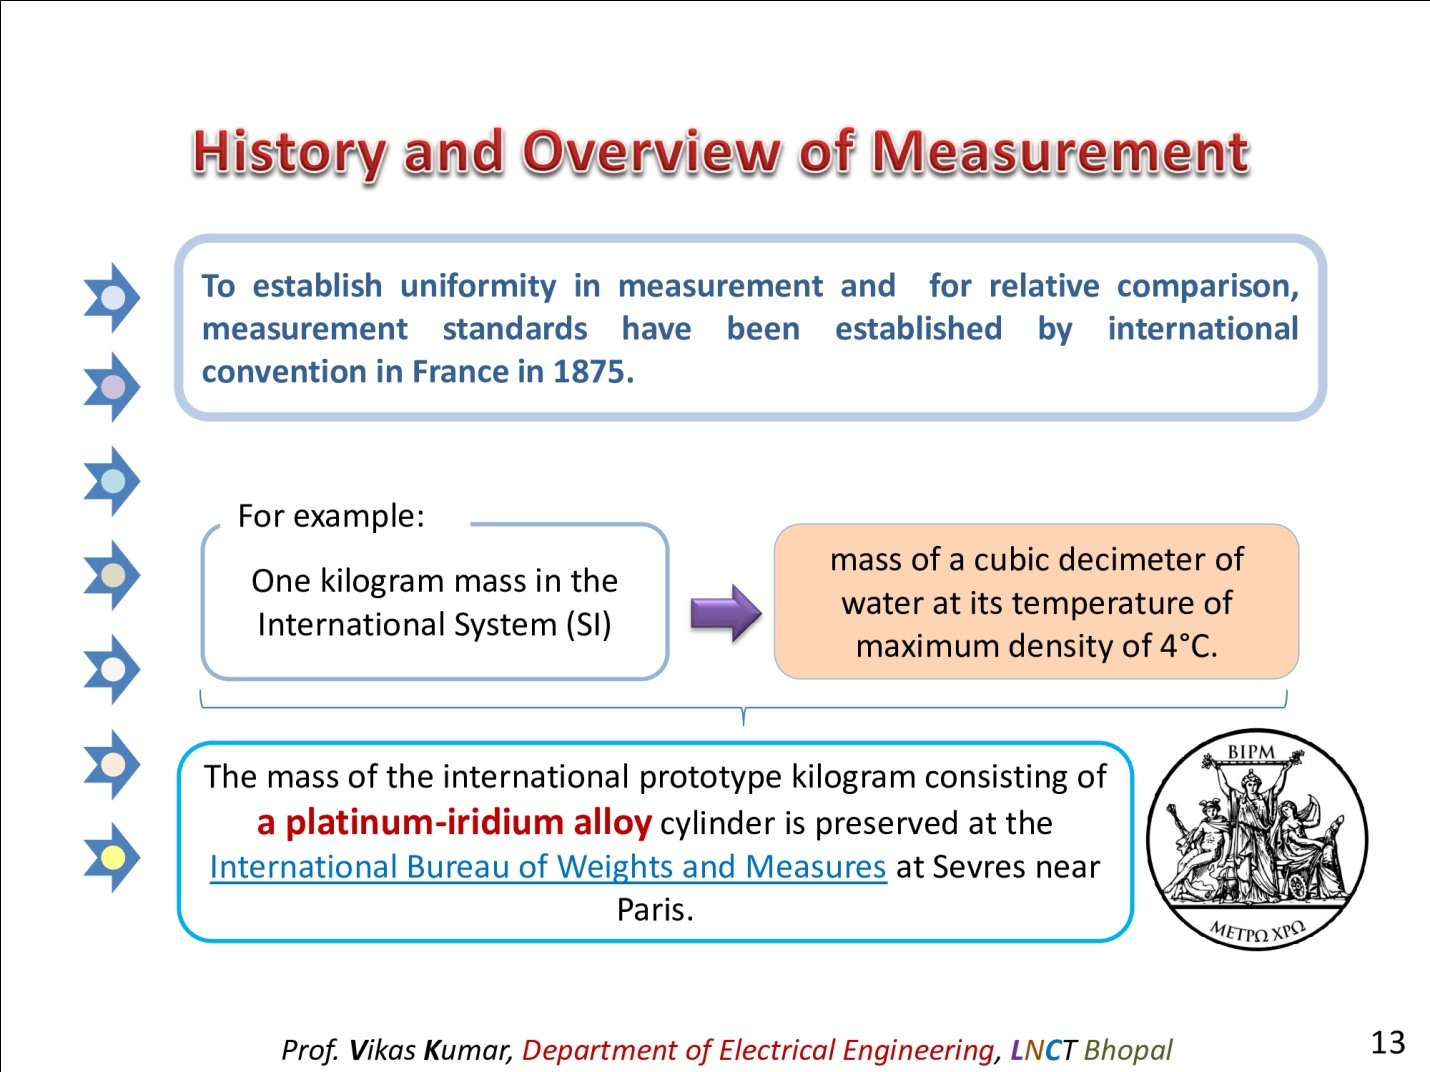 History and Overview of Measurement
To establish uniformity in measurement and for relative comparison,
measurement standards have been established by international
convention in France in 1875.
For example:
One kilogram mass in the
International System (SI)
mass of a cubic decimeter of
water at its temperature of
maximum density of 4°C.
The mass of the international prototype kilogram consisting of
a platinum-iridium alloy cylinder is preserved at the
International Bureau of Weights and Measures at Sevres near
Paris.
BIPM
ΜΕΤΡΩ ΧΡΩ
Prof. Vikas Kumar, Department of Electrical Engineering, LNCT Bhopal
13